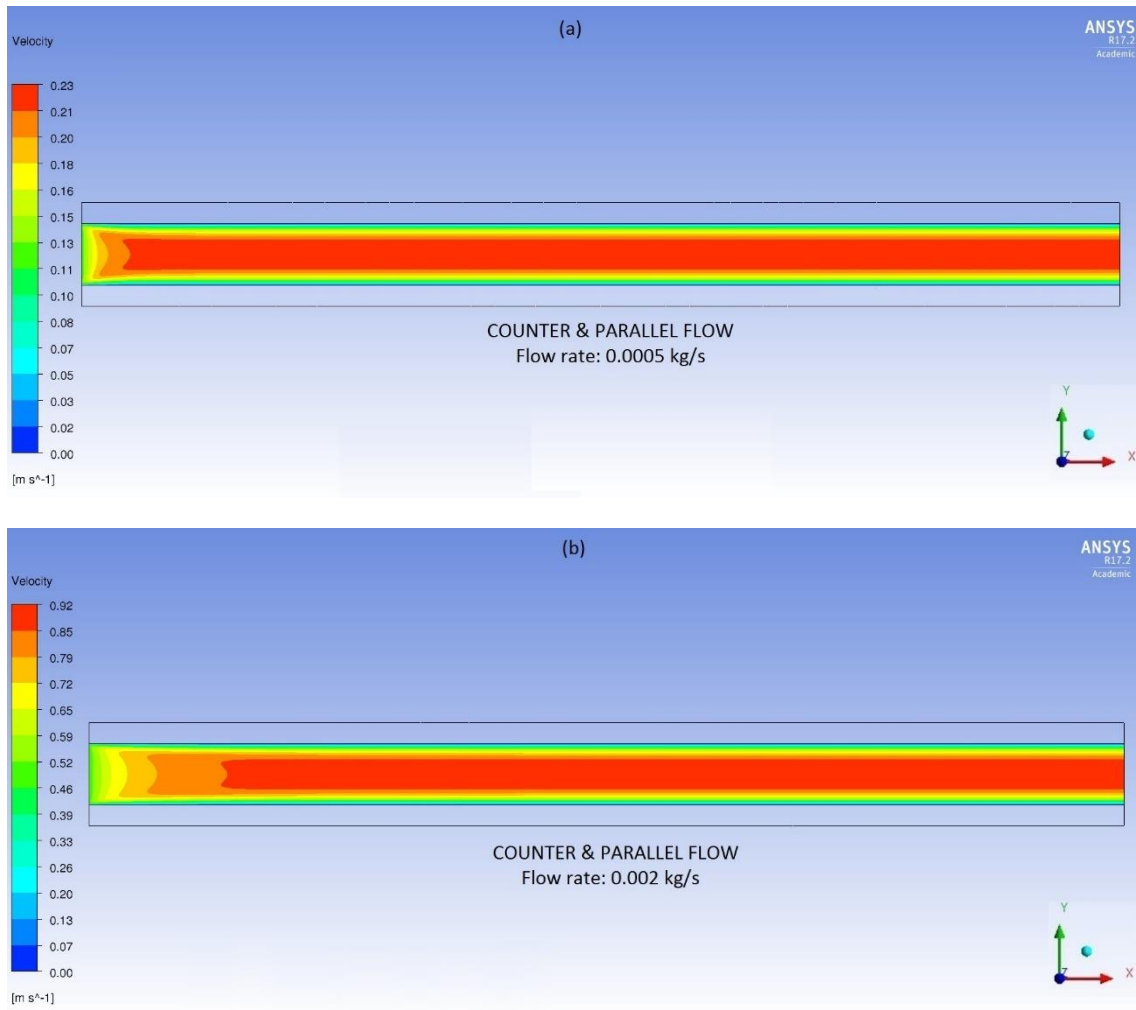 (a)
ANSYS
R17.2
Academic
Velocity
0.23
0.21
0.20
0.18
0.16
0.15
0.13
0.11
0.10
0.08
0.07
0.05
0.03
0.02
0.00
[m s^-1]
COUNTER & PARALLEL FLOW
Flow rate: 0.0005 kg/s
Y
Z
X
(b)
ANSYS
R17.2
Academic
Velocity
0.92
0.85
0.79
0.72
0.65
0.59
0.52
0.46
0.39
0.33
0.26
0.20
0.13
0.07
0.00
[m s^-1]
COUNTER & PARALLEL FLOW
Flow rate: 0.002 kg/s
Y
Z
X